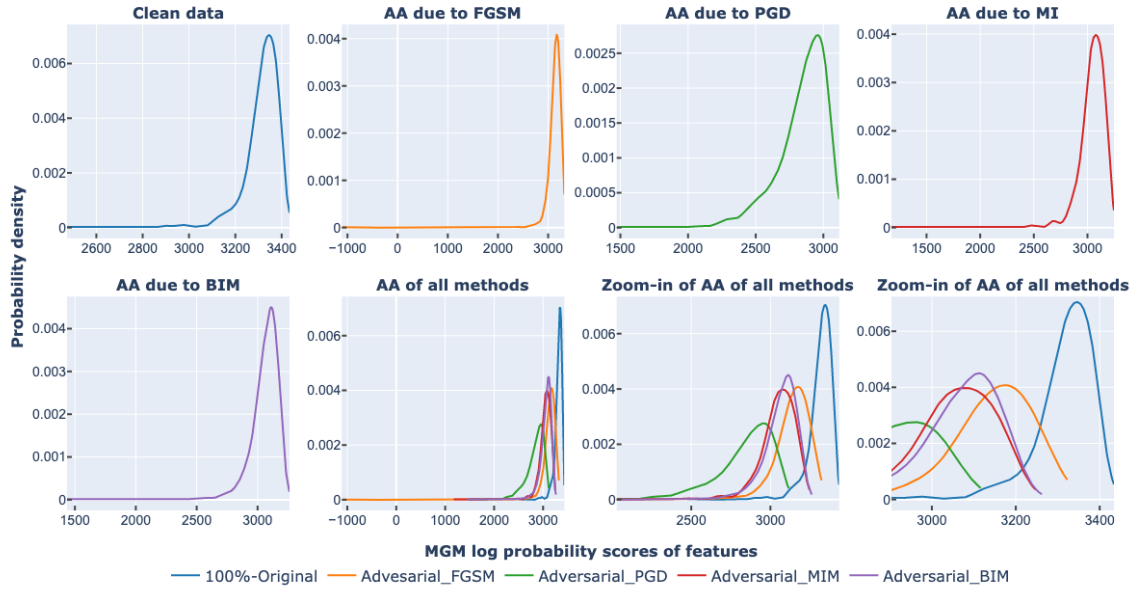 Clean data
AA due to FGSM
AA due to PGD
AA due to MI
0.006
0.004
0.002
0
0.004
0.003
0.002
0.001
0
0.0025
0.002
0.0015
0.001
0.0005
0
0.004
0.003
0.002
0.001
0
2600 2800 3000 3200 3400
−1000 0 1000 2000 3000
1500 2000 2500 3000
1500 2000 2500 3000
Probability density
AA due to BIM
AA of all methods
Zoom-in of AA of all methods
Zoom-in of AA of all methods
0.004
0.003
0.002
0.001
0
0.006
0.004
0.002
0
0.006
0.004
0.002
0
0.006
0.004
0.002
0
1500 2000 2500 3000
−1000 0 1000 2000 3000
2500 3000
3000 3200 3400
MGM log probability scores of features
100%-Original Advesarial_FGSM Adversarial_PGD Adversarial_MIM Adversarial_BIM